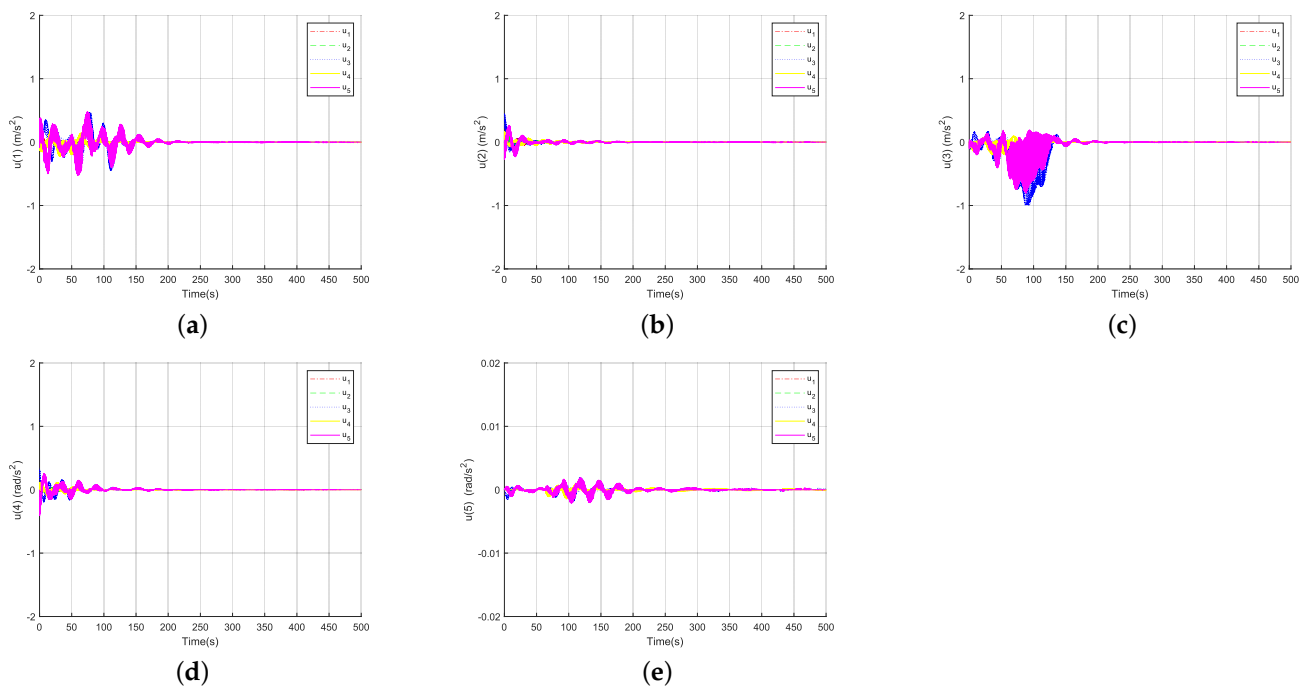 2
1
0
-1
-2
u(1) (m/s²)
0 50 100 150 200 250 300 350 400 450 500
Time(s)
u₁
u₂
u₃
u₄
u₅
(a)
2
1
0
-1
-2
u(2) (m/s²)
0 50 100 150 200 250 300 350 400 450 500
Time(s)
u₁
u₂
u₃
u₄
u₅
(b)
2
1
0
-1
-2
u(3) (m/s²)
0 50 100 150 200 250 300 350 400 450 500
Time(s)
u₁
u₂
u₃
u₄
u₅
(c)
2
1
0
-1
-2
u(4) (rad/s²)
0 50 100 150 200 250 300 350 400 450 500
Time(s)
u₁
u₂
u₃
u₄
u₅
(d)
0.02
0.01
0
-0.01
-0.02
u(5) (rad/s²)
0 50 100 150 200 250 300 350 400 450 500
Time(s)
u₁
u₂
u₃
u₄
u₅
(e)